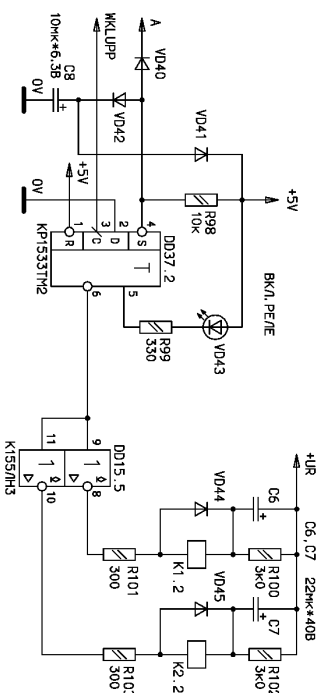 A
WKLUPP
VD40
C8
10мк*6.3В
+
0V
VD42
VD41
+5V
R98
10к
ВКЛ.РЕЛЕ
+5V
0V
1
R
3
C
2
D
4
S
T
DD37.2
КР1533ТМ2
5
6
R99
330
VD43
DD15.5
К155ЛН3
11
9
1
1
10
8
+UR
C6,C7
22мк*40В
C6
+
VD44
K1.2
R100
3к0
R101
300
C7
+
VD45
K2.2
R102
3к0
300